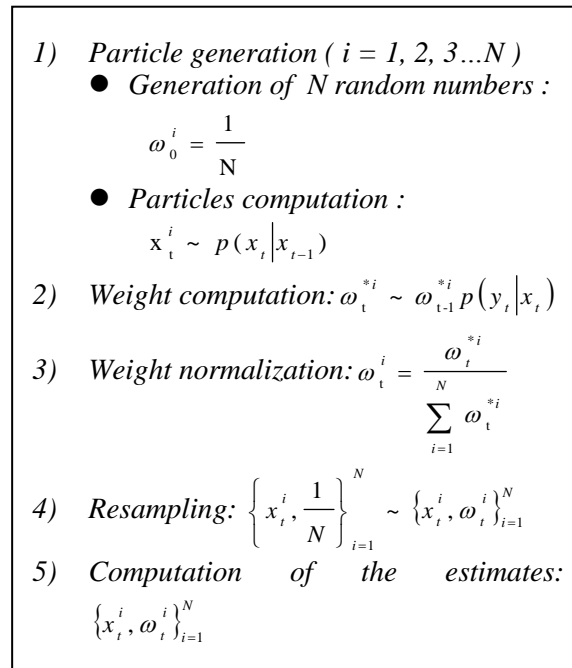 1) Particle generation ( i = 1, 2, 3...N )
● Generation of N random numbers :
ω_0^i = 1/N
● Particles computation :
x_t^i ~ p(x_t|x_{t-1})
2) Weight computation: ω_t^{*i} ~ ω_{t-1}^{*i} p(y_t|x_t)
3) Weight normalization: ω_t^i = ω_t^{*i} / ∑_{i=1}^N ω_t^{*i}
4) Resampling: {x_t^i, 1/N}_{i=1}^N ~ {x_t^i, ω_t^i}_{i=1}^N
5) Computation of the estimates:
{x_t^i, ω_t^i}_{i=1}^N